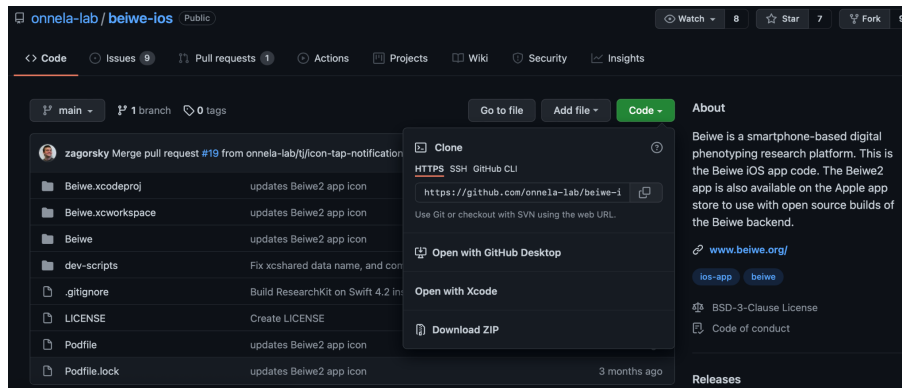 onnela-lab / beiwe-ios Public
Watch 8 Star 7 Fork
Code Issues 9 Pull requests 1 Actions Projects Wiki Security Insights
main 1 branch 0 tags Go to file Add file Code
zagorsky Merge pull request #19 from onnela-lab/tj/icon-tap-notification
Beiwe.xcodeproj updates Beiwe2 app icon
Beiwe.xcworkspace updates Beiwe2 app icon
Beiwe updates Beiwe2 app icon
dev-scripts Fix xcshared data name, and con
.gitignore Build ResearchKit on Swift 4.2 in
LICENSE Create LICENSE
Podfile updates Beiwe2 app icon
Podfile.lock updates Beiwe2 app icon 3 months ago
Clone
HTTPS SSH GitHub CLI
https://github.com/onnela-lab/beiwe-i
Use Git or checkout with SVN using the web URL.
Open with GitHub Desktop
Open with Xcode
Download ZIP
About
Beiwe is a smartphone-based digital
phenotyping research platform. This is
the Beiwe iOS app code. The Beiwe2
app is also available on the Apple app
store to use with open source builds of
the Beiwe backend.
www.beiwe.org/
ios-app beiwe
BSD-3-Clause License
Code of conduct
Releases